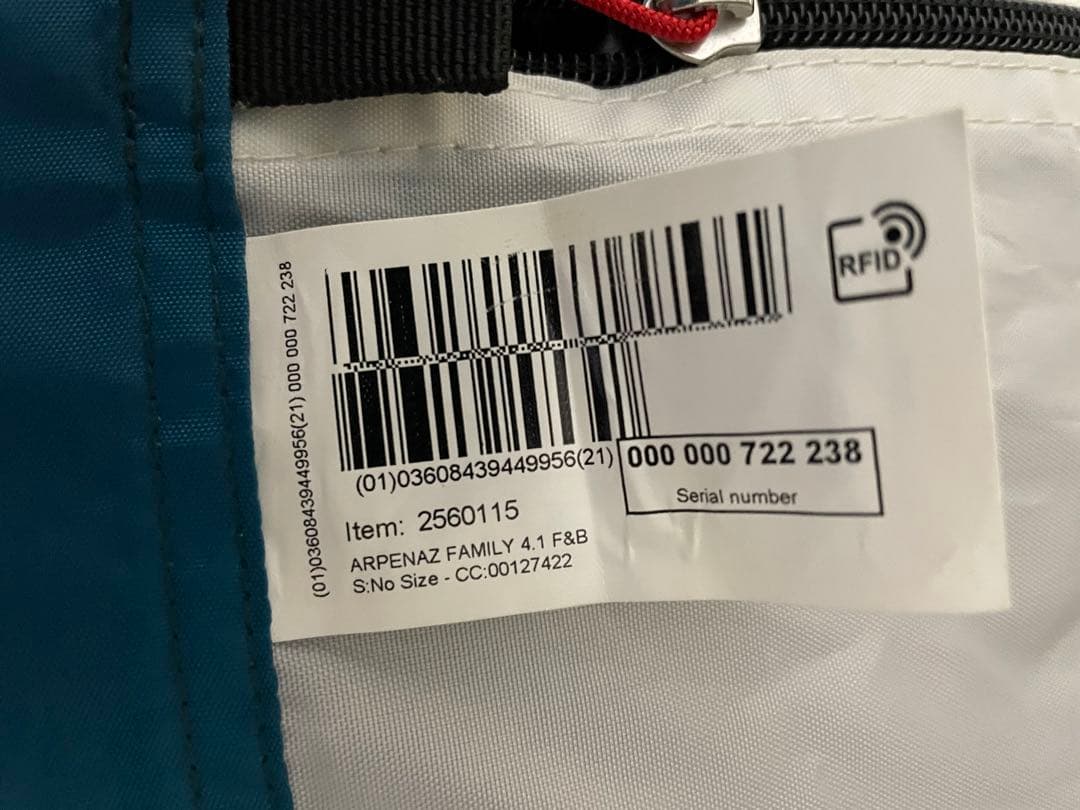 (01)03608439449956(21) 000 000 722 238
RFID
(01)03608439449956(21) 000 000 722 238
Serial number
Item: 2560115
ARPENAZ FAMILY 4.1 F&B
S:No Size - CC:00127422